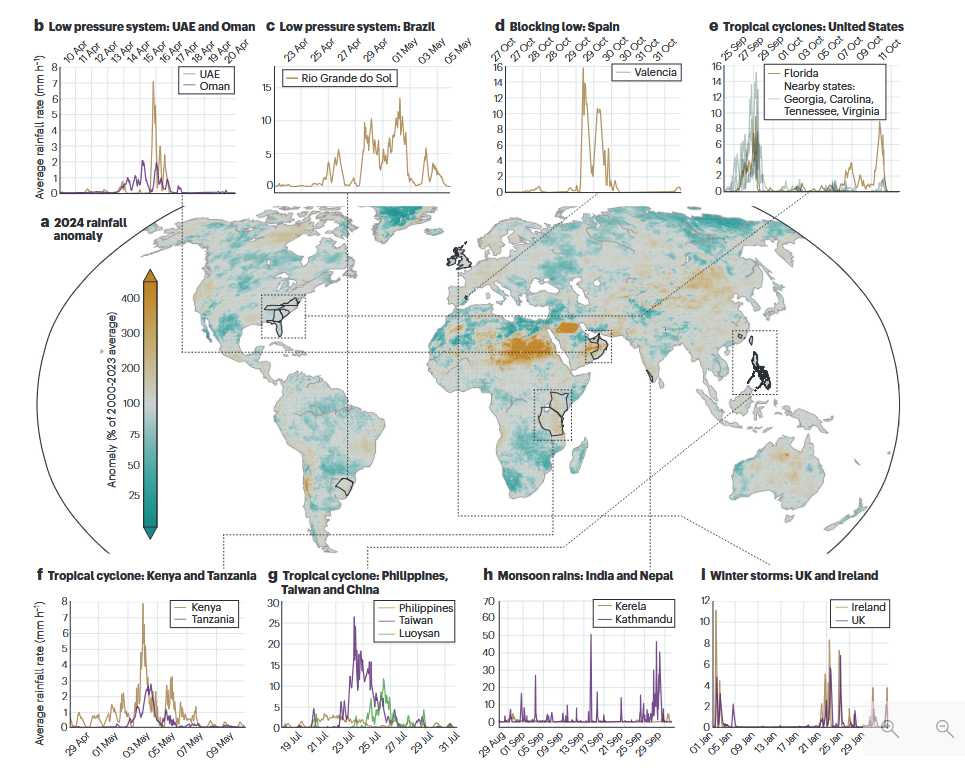 b Low pressure system: UAE and Oman
10 Apr
11 Apr
12 Apr
13 Apr
14 Apr
15 Apr
16 Apr
17 Apr
18 Apr
19 Apr
20 Apr
Average rainfall rate (mm h⁻¹)
8
7
6
5
4
3
2
1
0
UAE
Oman
c Low pressure system: Brazil
23 Apr
25 Apr
27 Apr
29 Apr
01 May
03 May
05 May
15
10
5
0
Rio Grande do Sol
d Blocking low: Spain
27 Oct
27 Oct
28 Oct
28 Oct
29 Oct
29 Oct
30 Oct
30 Oct
31 Oct
31 Oct
16
14
12
10
8
6
4
2
0
Valencia
e Tropical cyclones: United States
25 Sep
27 Sep
29 Sep
01 Oct
03 Oct
05 Oct
07 Oct
09 Oct
11 Oct
16
14
12
10
8
6
4
2
0
Florida
Nearby states:
Georgia, Carolina,
Tennessee, Virginia
a 2024 rainfall
anomaly
Anomaly (% of 2000-2023 average)
400
300
200
100
75
50
25
f Tropical cyclone: Kenya and Tanzania
Average rainfall rate (mm h⁻¹)
8
7
6
5
4
3
2
1
0
Kenya
Tanzania
29 Apr
01 May
03 May
05 May
07 May
09 May
g Tropical cyclone: Philippines,
Taiwan and China
30
25
20
15
10
5
0
Philippines
Taiwan
Luoysan
19 Jul
21 Jul
23 Jul
25 Jul
27 Jul
29 Jul
31 Jul
h Monsoon rains: India and Nepal
70
60
50
40
30
20
10
0
Kerela
Kathmandu
29 Aug
01 Sep
05 Sep
09 Sep
13 Sep
17 Sep
21 Sep
25 Sep
29 Sep
i Winter storms: UK and Ireland
12
10
8
6
4
2
0
Ireland
UK
01 Jan
05 Jan
09 Jan
13 Jan
17 Jan
21 Jan
25 Jan
29 Jan